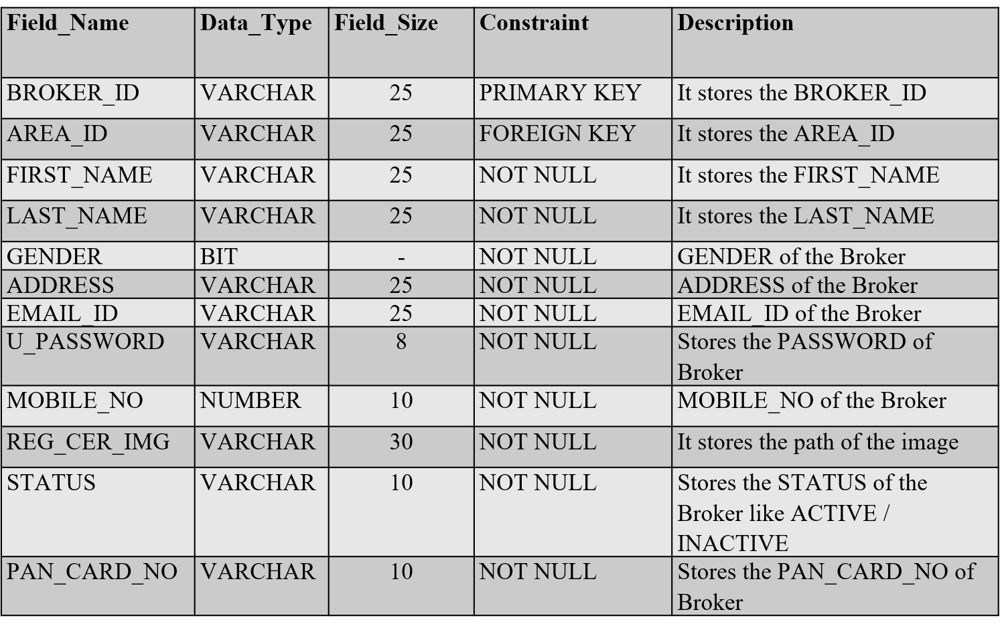 Field_Name Data_Type Field_Size Constraint Description
BROKER_ID VARCHAR 25 PRIMARY KEY It stores the BROKER_ID
AREA_ID VARCHAR 25 FOREIGN KEY It stores the AREA_ID
FIRST_NAME VARCHAR 25 NOT NULL It stores the FIRST_NAME
LAST_NAME VARCHAR 25 NOT NULL It stores the LAST_NAME
GENDER BIT - NOT NULL GENDER of the Broker
ADDRESS VARCHAR 25 NOT NULL ADDRESS of the Broker
EMAIL_ID VARCHAR 25 NOT NULL EMAIL_ID of the Broker
U_PASSWORD VARCHAR 8 NOT NULL Stores the PASSWORD of
Broker
MOBILE_NO NUMBER 10 NOT NULL MOBILE_NO of the Broker
REG_CER_IMG VARCHAR 30 NOT NULL It stores the path of the image
STATUS VARCHAR 10 NOT NULL Stores the STATUS of the
Broker like ACTIVE /
INACTIVE
PAN_CARD_NO VARCHAR 10 NOT NULL Stores the PAN_CARD_NO of
Broker